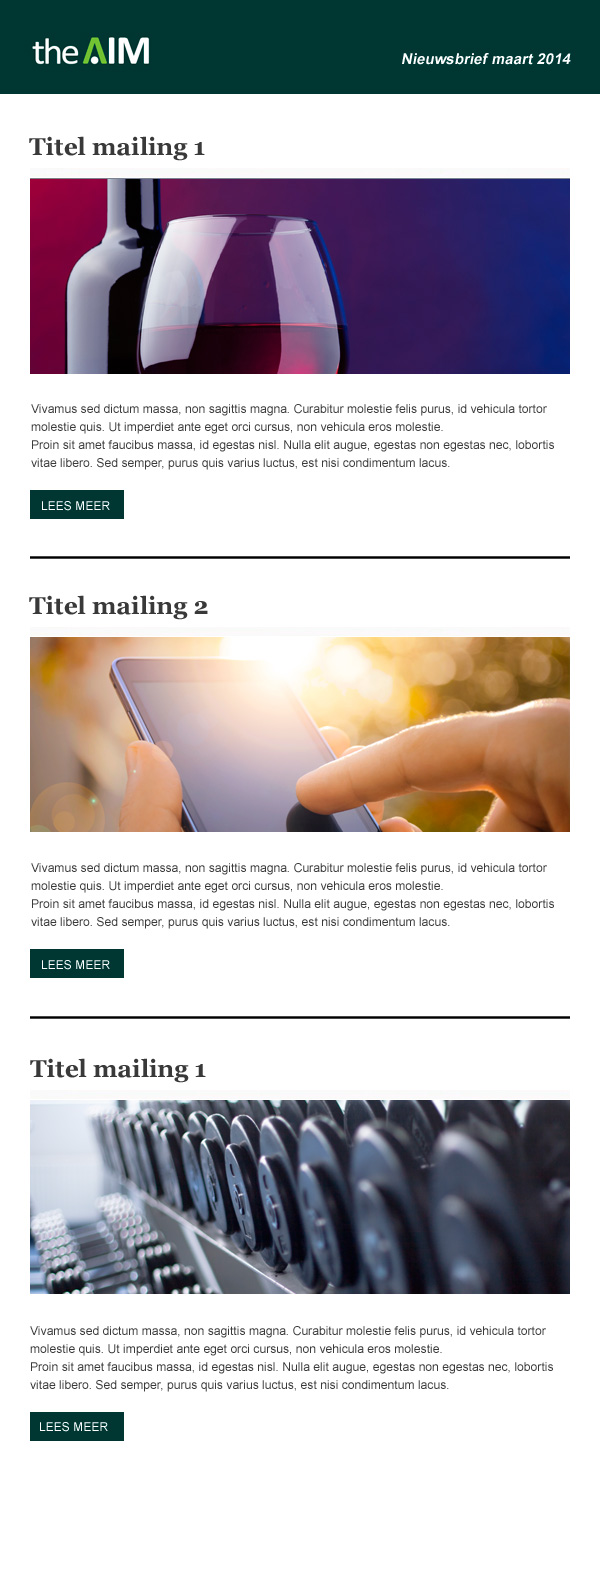 the AIM
Nieuwsbrief maart 2014
Titel mailing 1
Vivamus sed dictum massa, non sagittis magna. Curabitur molestie felis purus, id vehicula tortor
molestie quis. Ut imperdiet ante eget orci cursus, non vehicula eros molestie.
Proin sit amet faucibus massa, id egestas nisl. Nulla elit augue, egestas non egestas nec, lobortis
vitae libero. Sed semper, purus quis varius luctus, est nisi condimentum lacus.
LEES MEER
Titel mailing 2
Vivamus sed dictum massa, non sagittis magna. Curabitur molestie felis purus, id vehicula tortor
molestie quis. Ut imperdiet ante eget orci cursus, non vehicula eros molestie.
Proin sit amet faucibus massa, id egestas nisl. Nulla elit augue, egestas non egestas nec, lobortis
vitae libero. Sed semper, purus quis varius luctus, est nisi condimentum lacus.
LEES MEER
Titel mailing 1
Vivamus sed dictum massa, non sagittis magna. Curabitur molestie felis purus, id vehicula tortor
molestie quis. Ut imperdiet ante eget orci cursus, non vehicula eros molestie.
Proin sit amet faucibus massa, id egestas nisl. Nulla elit augue, egestas non egestas nec, lobortis
vitae libero. Sed semper, purus quis varius luctus, est nisi condimentum lacus.
LEES MEER